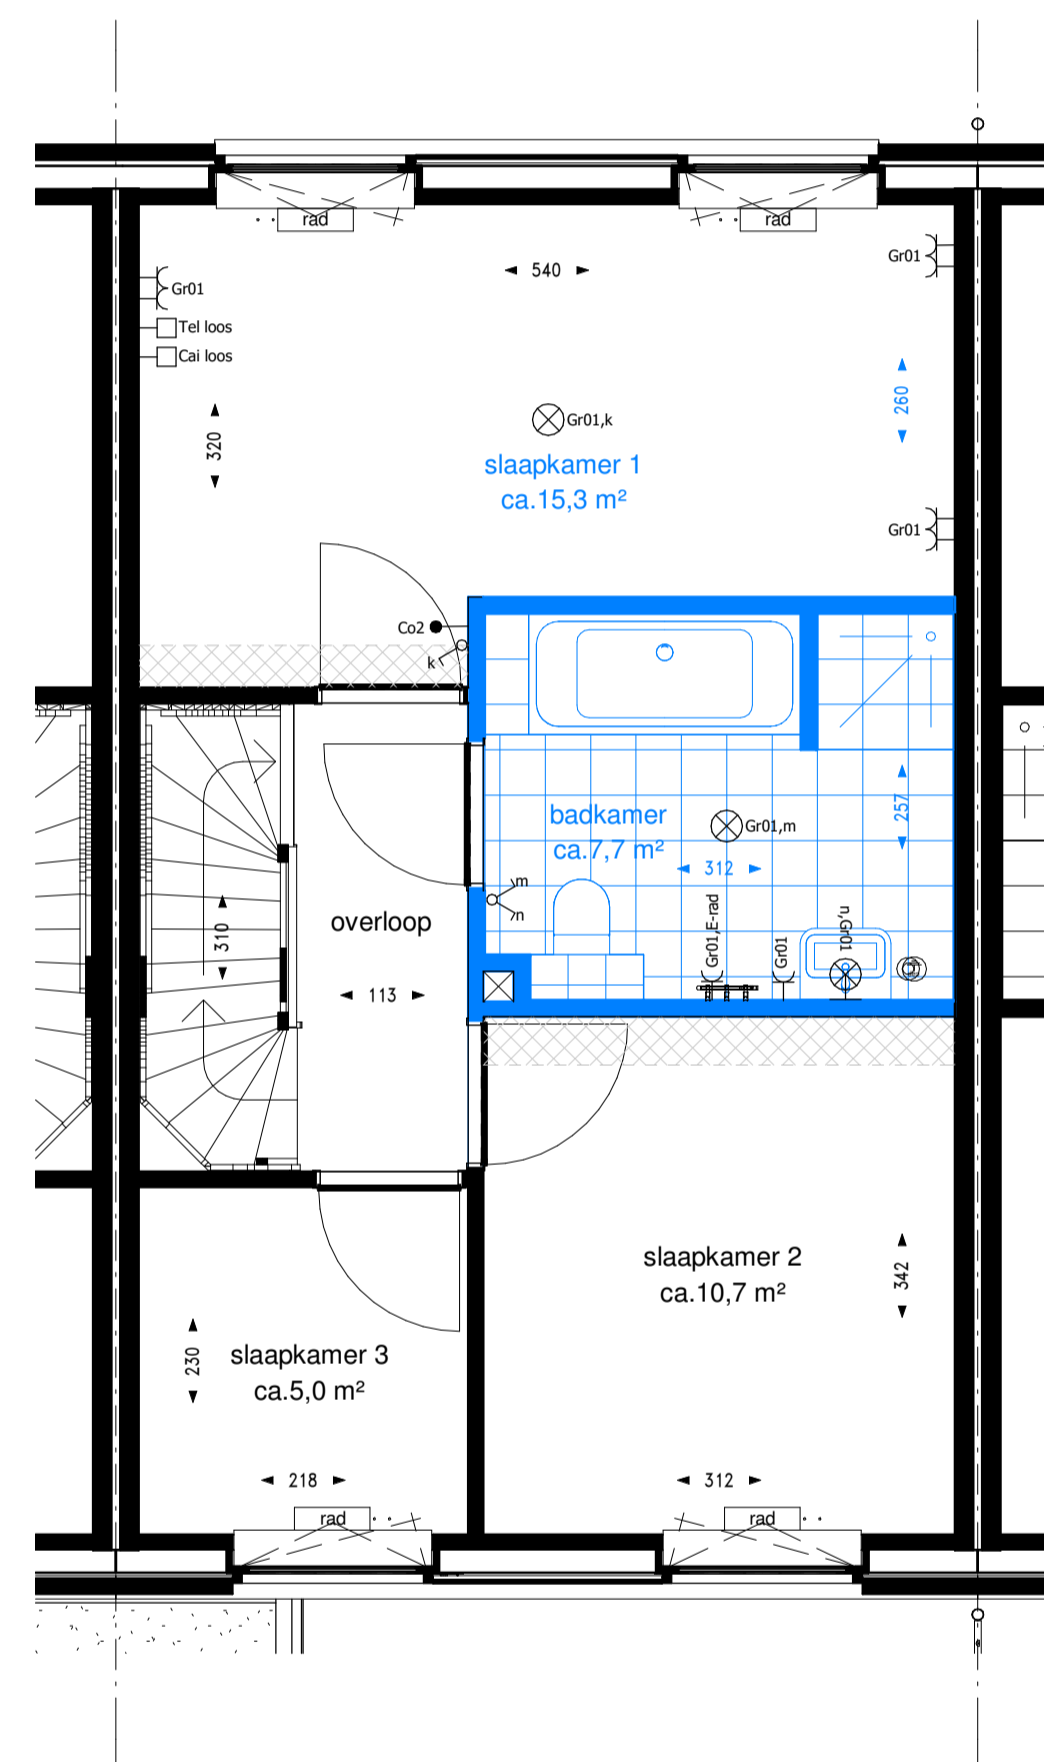 rad
rad
540
Gr01
Gr01
Tel loos
Cai loos
260
320
Gr01,k
slaapkamer 1
ca.15,3 m²
Gr01
Co2
k
257
badkamer
ca.7,7 m²
Gr01,m
312
m
n
overloop
310
113
Gr01,E-rad
Gr01
n,Gr01
slaapkamer 2
ca.10,7 m²
342
slaapkamer 3
ca.5,0 m²
230
218
312
rad
rad